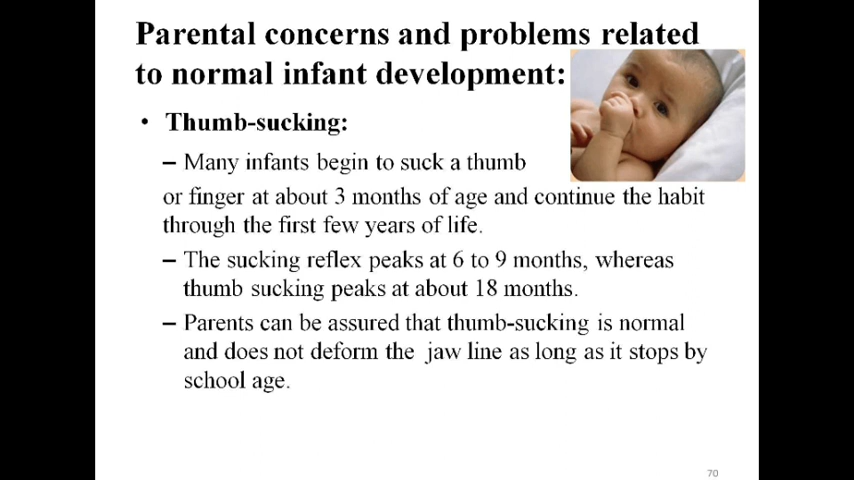 Parental concerns and problems related
to normal infant development:
• Thumb-sucking:
– Many infants begin to suck a thumb
or finger at about 3 months of age and continue the habit
through the first few years of life.
– The sucking reflex peaks at 6 to 9 months, whereas
thumb sucking peaks at about 18 months.
– Parents can be assured that thumb-sucking is normal
and does not deform the jaw line as long as it stops by
school age.
70